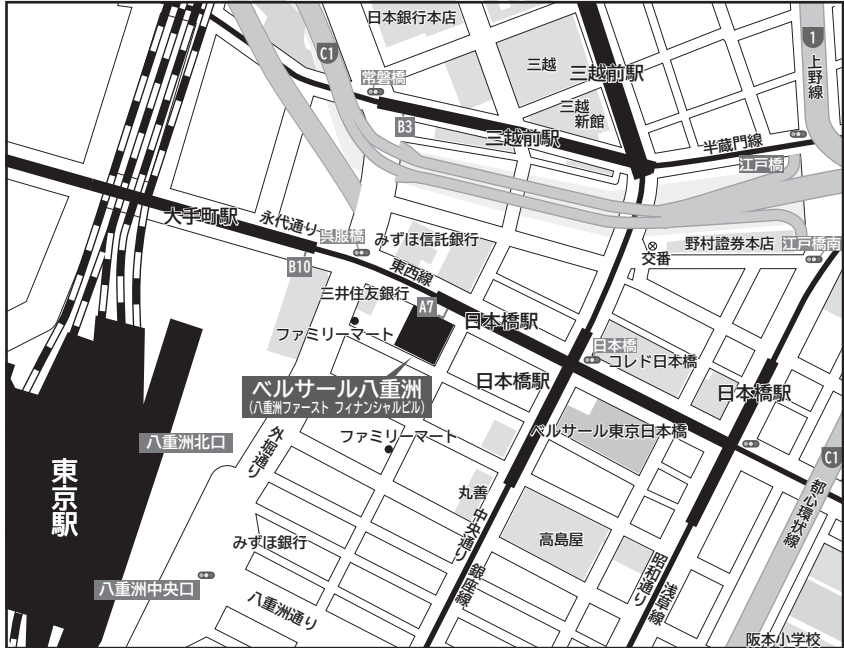 日本銀行本店
C1
1
上野線
三越
三越前駅
常磐橋
三越
新館
B3
三越前駅
半蔵門線
江戸橋
大手町駅
永代通り
呉服橋
みずほ信託銀行
野村證券本店
江戸橋南
交番
B10
東西線
三井住友銀行
A7
日本橋駅
ファミリーマート
日本橋
コレド日本橋
日本橋駅
日本橋駅
ベルサール八重洲
(八重洲ファースト フィナンシャルビル)
ファミリーマート
ベルサール東京日本橋
八重洲北口
外堀通り
C1
東京駅
丸善
中央通り
銀座線
高島屋
都心環状線
みずほ銀行
昭和通り
浅草線
八重洲中央口
八重洲通り
阪本小学校